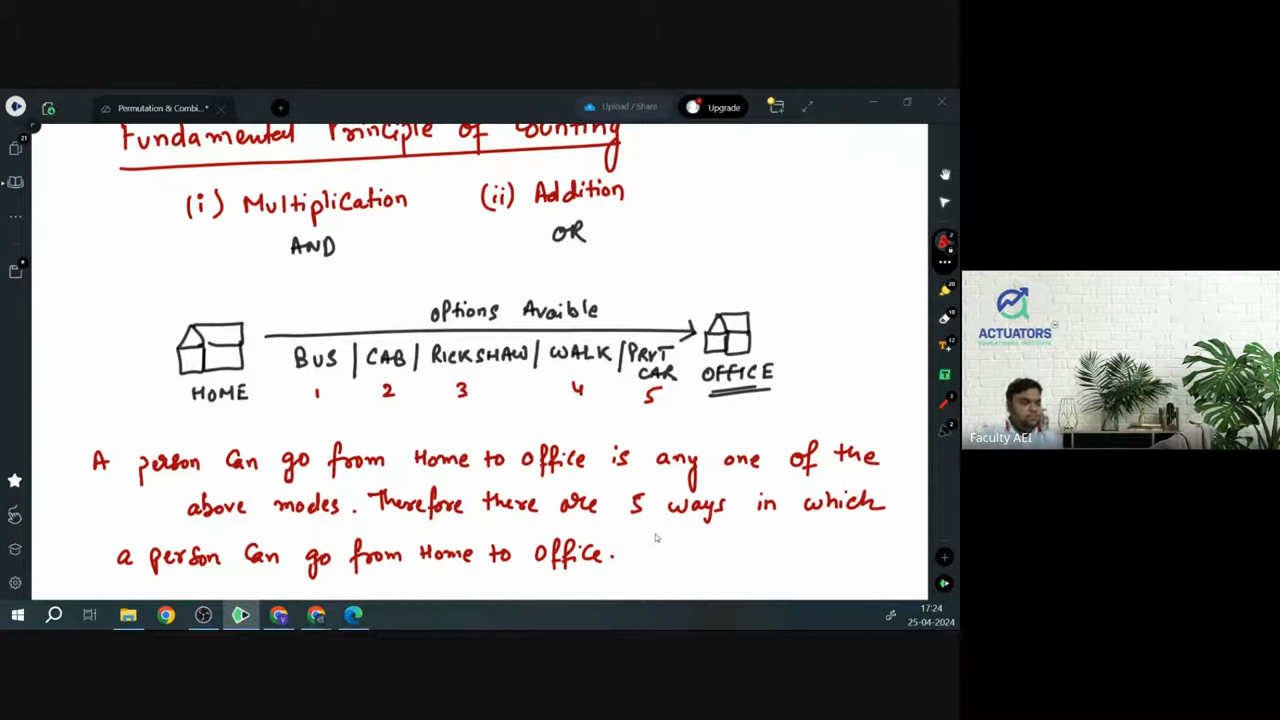 Permutation & Combi...*
Upload / Share
Upgrade
Fundamental Principle of Counting
(i) Multiplication (ii) Addition
AND OR
options Avaible
BUS | CAB | RICKSHAW / WALK / PRVT CAR
HOME OFFICE
1 2 3 4 5
A person Can go from Home to office is any one of the
above modes. Therefore there are 5 ways in which
a person Can go from Home to office.
ACTUATORS
EDUCATIONAL INSTITUTE
Faculty AEI
17:24
25-04-2024